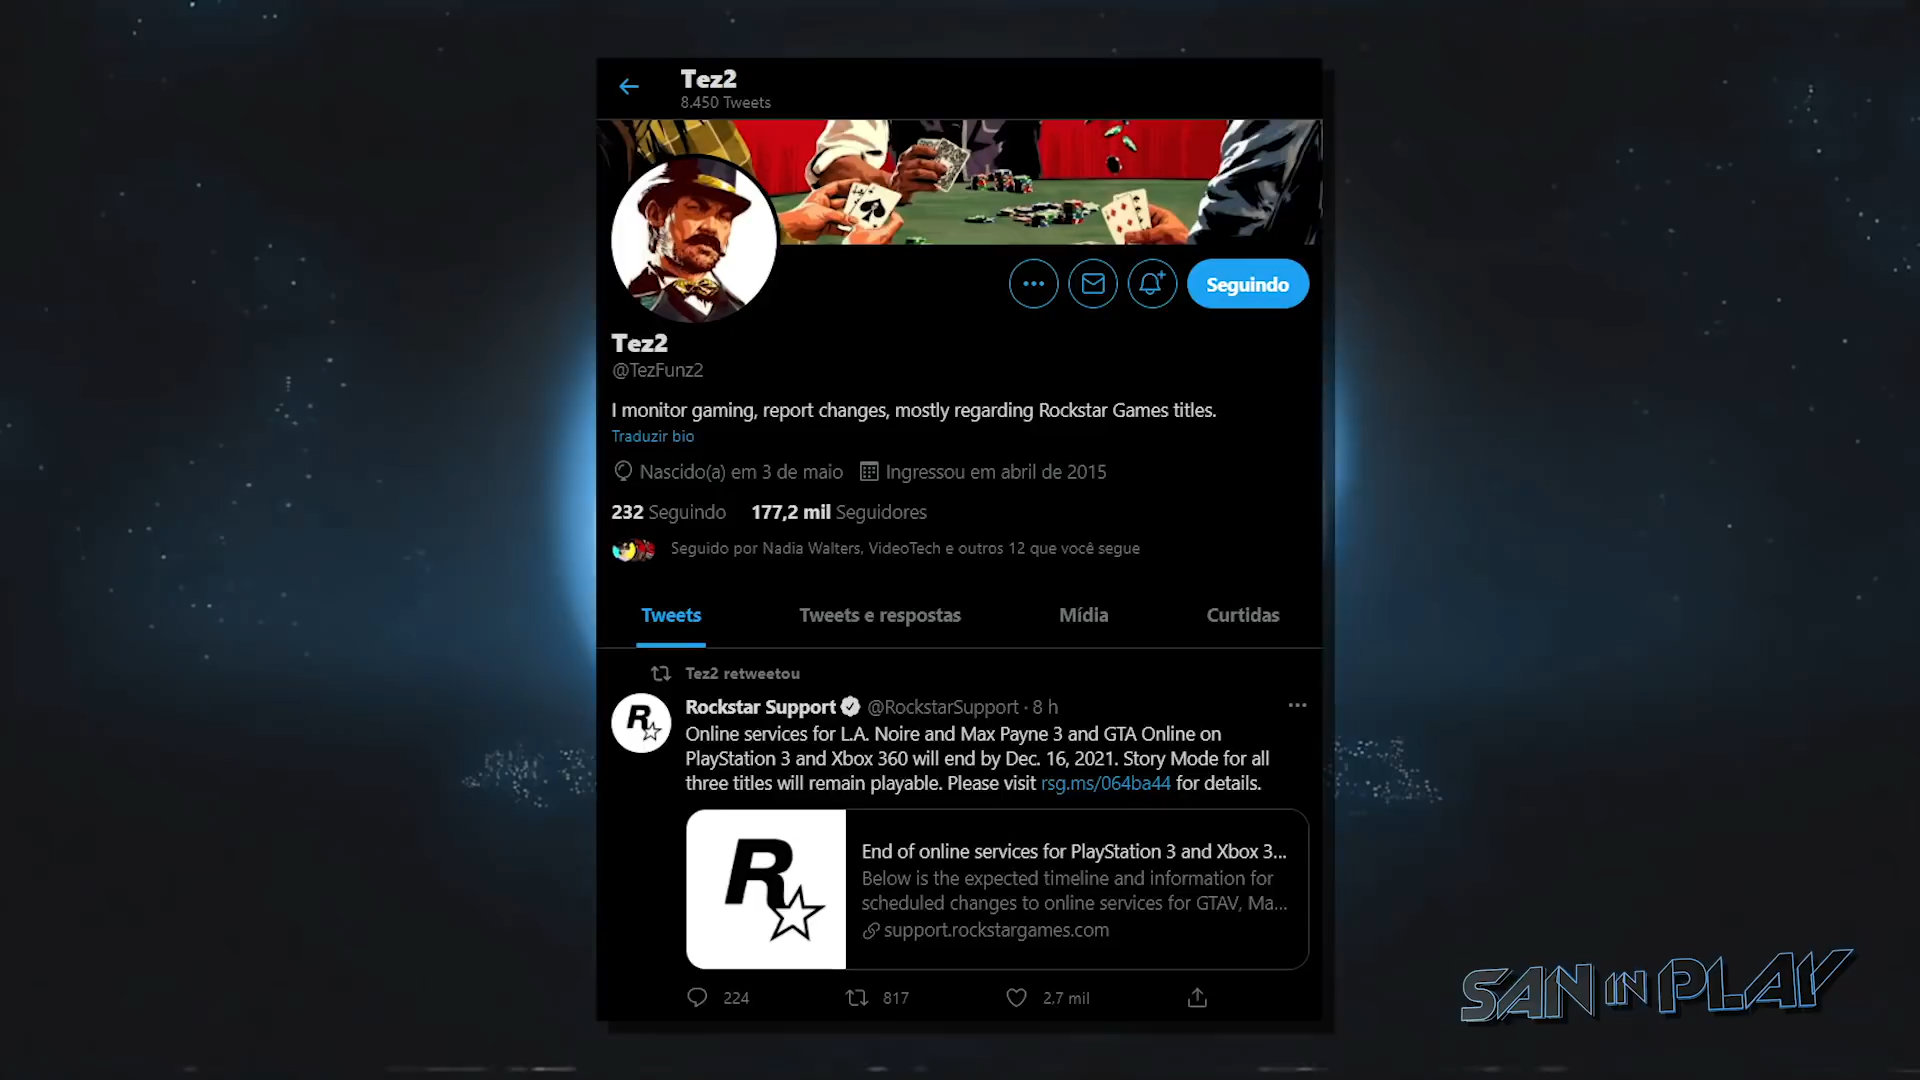 Tez2
8.450 Tweets
Seguindo
Tez2
@TezFunz2
I monitor gaming, report changes, mostly regarding Rockstar Games titles.
Traduzir bio
Nascido(a) em 3 de maio Ingressou em abril de 2015
232 Seguindo 177,2 mil Seguidores
Seguido por Nadia Walters, VideoTech e outros 12 que você segue
Tweets Tweets e respostas Mídia Curtidas
Tez2 retweetou
Rockstar Support @RockstarSupport · 8 h
Online services for L.A. Noire and Max Payne 3 and GTA Online on
PlayStation 3 and Xbox 360 will end by Dec. 16, 2021. Story Mode for all
three titles will remain playable. Please visit rsg.ms/064ba44 for details.
End of online services for PlayStation 3 and Xbox 3...
Below is the expected timeline and information for
scheduled changes to online services for GTAV, Ma...
support.rockstargames.com
224 817 2,7 mil
SAN IN PLAY